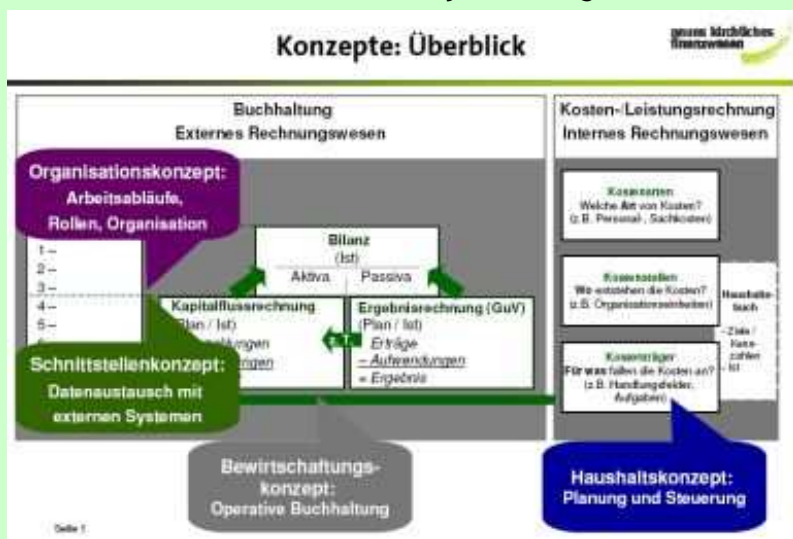 Konzepte: Überblick
neues kirchliches
finanzwesen
Buchhaltung
Externes Rechnungswesen
Kosten-/Leistungsrechnung
Internes Rechnungswesen
Organisationskonzept:
Arbeitsabläufe,
Rollen, Organisation
1 –
2 –
3 –
4 –
5 –
Bilanz
(Ist)
Aktiva Passiva
Kapitalflussrechnung
(Plan / Ist)
Ergebnisrechnung (GuV)
(Plan / Ist)
Erträge
– Aufwendungen
= Ergebnis
z. T.
Schnittstellenkonzept:
Datenaustausch mit
externen Systemen
Kostenarten
Welche Art von Kosten?
(z.B. Personal-, Sachkosten)
Kostenstellen
Wo entstehen die Kosten?
(z.B. Organisationseinheiten)
Kostenträger
Für was fallen die Kosten an?
(z.B. Handlungsfelder,
Aufgaben)
Haushalts-
buch
- Ziele /
Kenn-
zahlen
- Ist
Bewirtschaftungs-
konzept:
Operative Buchhaltung
Haushaltskonzept:
Planung und Steuerung
Seite 1